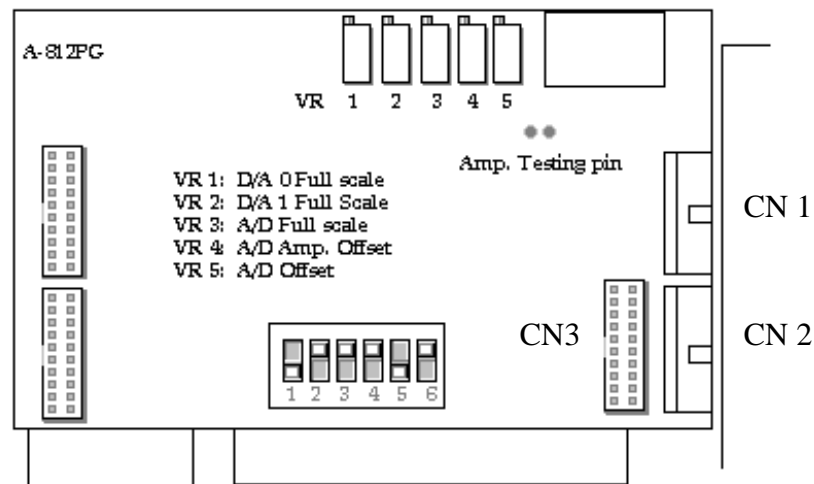 A-812PG
VR 1 2 3 4 5
Amp. Testing pin
VR 1: D/A 0 Full scale
VR 2: D/A 1 Full Scale
VR 3: A/D Full scale
VR 4: A/D Amp. Offset
VR 5: A/D Offset
CN 1
CN3
CN 2
1 2 3 4 5 6